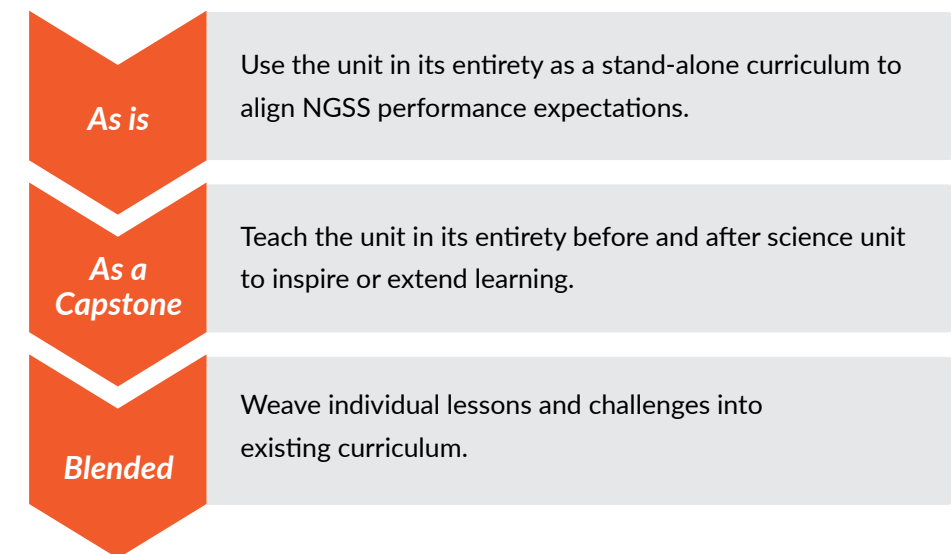 As is
Use the unit in its entirety as a stand-alone curriculum to
align NGSS performance expectations.
As a
Capstone
Teach the unit in its entirety before and after science unit
to inspire or extend learning.
Blended
Weave individual lessons and challenges into
existing curriculum.